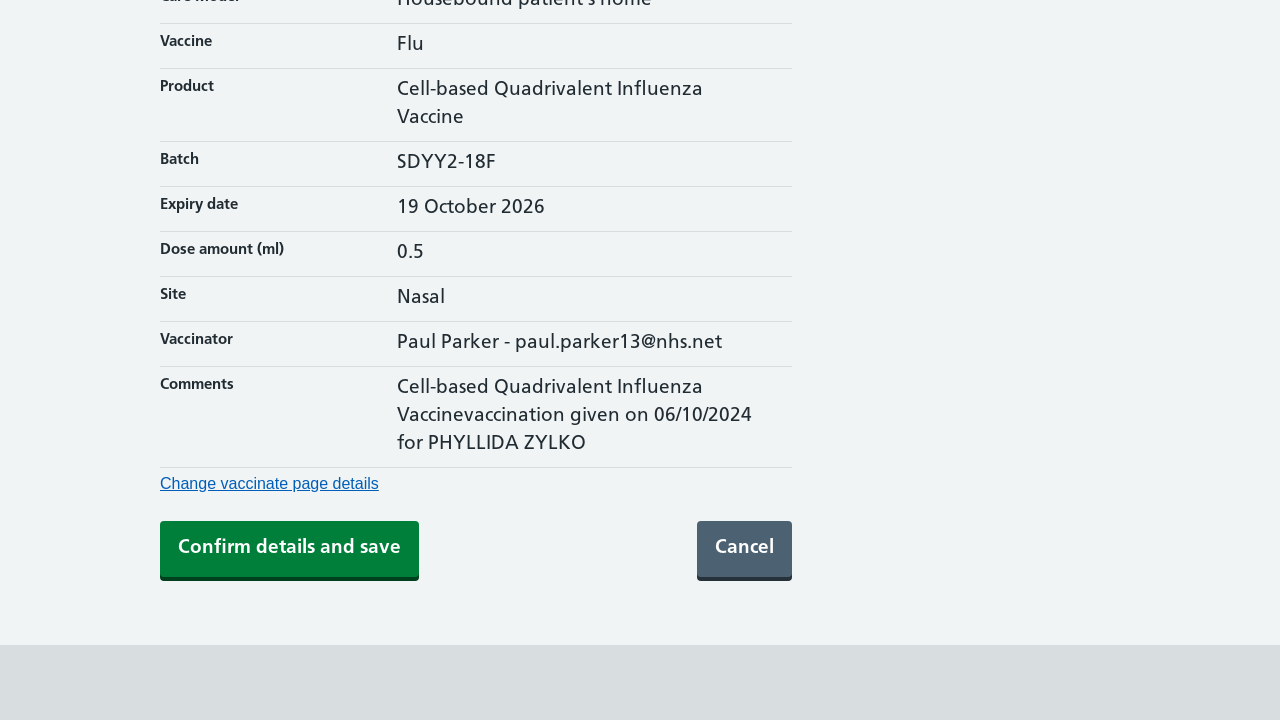 Care Model
Housebound patient's home
Vaccine
Flu
Product
Cell-based Quadrivalent Influenza
Vaccine
Batch
SDYY2-18F
Expiry date
19 October 2026
Dose amount (ml)
0.5
Site
Nasal
Vaccinator
Paul Parker - paul.parker13@nhs.net
Comments
Cell-based Quadrivalent Influenza
Vaccinevaccination given on 06/10/2024
for PHYLLIDA ZYLKO
Change vaccinate page details
Confirm details and save
Cancel